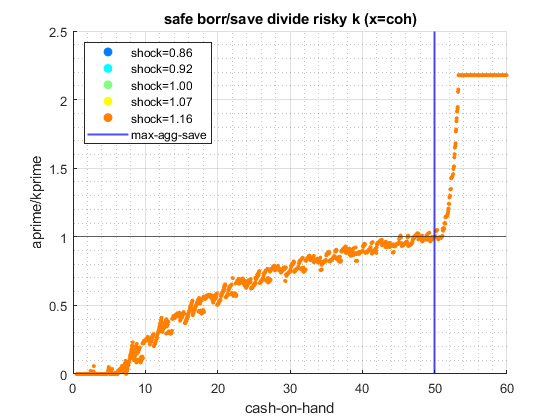 safe borr/save divide risky k (x=coh)
2.5
2
1.5
1
0.5
0
aprime/kprime
shock=0.86
shock=0.92
shock=1.00
shock=1.07
shock=1.16
max-agg-save
0 10 20 30 40 50 60
cash-on-hand